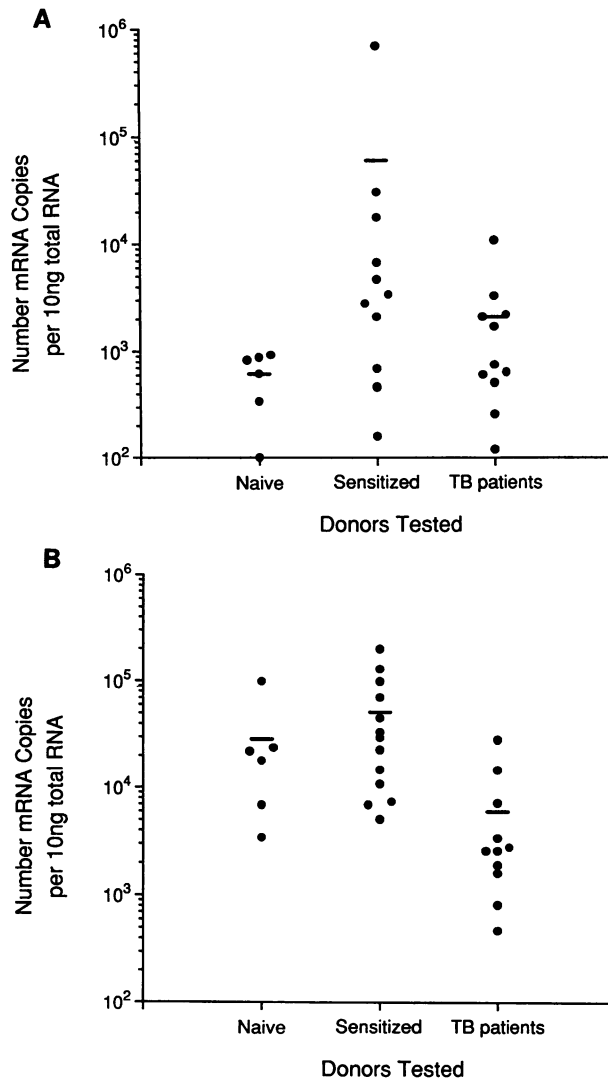 A
Number mRNA Copies
per 10ng total RNA
10⁶
10⁵
10⁴
10³
10²
Naive Sensitized TB patients
Donors Tested
B
Number mRNA Copies
per 10ng total RNA
10⁶
10⁵
10⁴
10³
10²
Naive Sensitized TB patients
Donors Tested